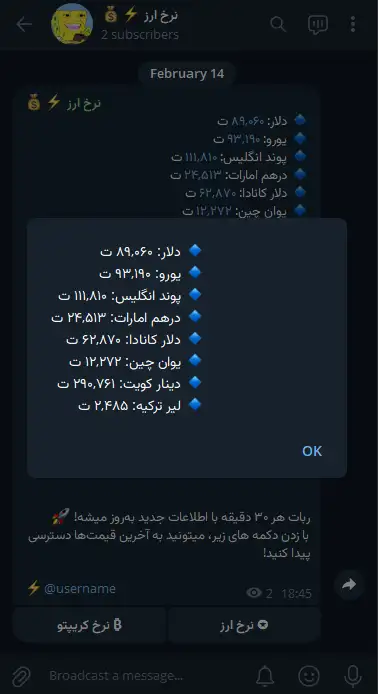 نرخ ارز ⚡ 💰
2 subscribers
February 14
نرخ ارز ⚡ 💰
🔹 دلار: ۸۹,۰۶۰ ت
🔹 یورو: ۹۳,۱۹۰ ت
🔹 پوند انگلیس: ۱۱۱,۸۱۰ ت
🔹 درهم امارات: ۲۴,۵۱۳ ت
🔹 دلار کانادا: ۶۲,۸۷۰ ت
🔹 یوان چین: ۱۲,۲۷۲ ت
🔹 دلار: ۸۹,۰۶۰ ت
🔹 یورو: ۹۳,۱۹۰ ت
🔹 پوند انگلیس: ۱۱۱,۸۱۰ ت
🔹 درهم امارات: ۲۴,۵۱۳ ت
🔹 دلار کانادا: ۶۲,۸۷۰ ت
🔹 یوان چین: ۱۲,۲۷۲ ت
🔹 دینار کویت: ۲۹۰,۷۶۱ ت
🔹 لیر ترکیه: ۲,۴۸۵ ت
OK
ربات هر ۳۰ دقیقه با اطلاعات جدید به‌روز میشه! 🚀
با زدن دکمه های زیر، میتونید به آخرین قیمت‌ها دسترسی
پیدا کنید!
⚡ @username
2 18:45
₿ نرخ کریپتو
✪ نرخ ارز
Broadcast a message...